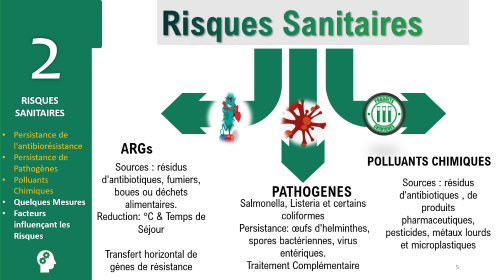 Risques Sanitaires
2
RISQUES
SANITAIRES
• Persistance de
l'antibiorésistance
• Persistance de
Pathogènes
• Polluants
Chimiques
• Quelques Mesures
• Facteurs
influençant les
Risques
ARGs
Sources : résidus
d'antibiotiques, fumiers,
boues ou déchets
alimentaires.
Reduction: °C & Temps de
Séjour
Transfert horizontal de
gènes de résistance
PATHOGENES
Salmonella, Listeria et certains
coliformes
Persistance: œufs d'helminthes,
spores bactériennes, virus
entériques.
Traitement Complémentaire
POLLUANTS CHIMIQUES
Sources : résidus
d'antibiotiques , de
produits
pharmaceutiques,
pesticides, métaux lourds
et microplastiques
5